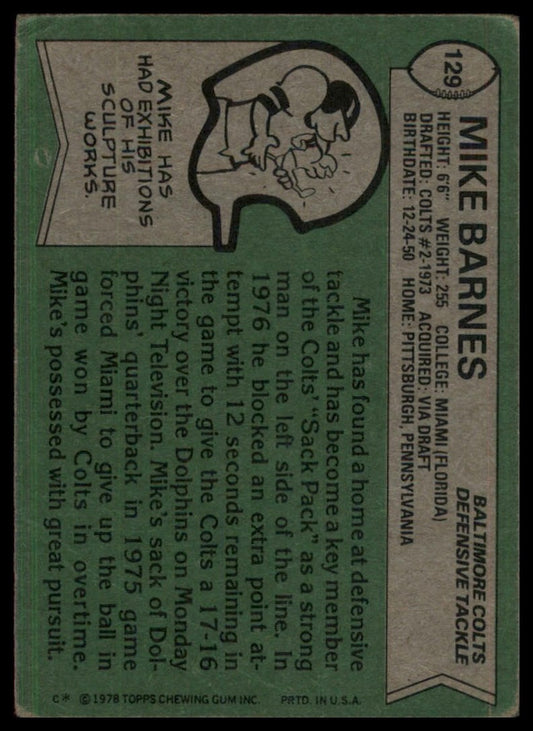 129
MIKE BARNES
BALTIMORE COLTS
DEFENSIVE TACKLE
HEIGHT: 6'6" WEIGHT: 255 COLLEGE: MIAMI (FLORIDA)
DRAFTED: COLTS #2-1973 ACQUIRED: VIA DRAFT
BIRTHDATE: 12-24-50 HOME: PITTSBURGH, PENNSYLVANIA
MIKE HAS
HAD EXHIBITIONS
OF HIS
SCULPTURE
WORKS.
Mike has found a home at defensive
tackle and has become a key member
of the Colts' "Sack Pack" as a strong
man on the left side of the line. In
1976 he blocked an extra point at-
tempt with 12 seconds remaining in
the game to give the Colts a 17-16
victory over the Dolphins on Monday
Night Television. Mike's sack of Dol-
phins' quarterback in 1975 game
forced Miami to give up the ball in
game won by Colts in overtime.
Mike's possessed with great pursuit.
C* © 1978 TOPPS CHEWING GUM INC. PRTD. IN U.S.A.